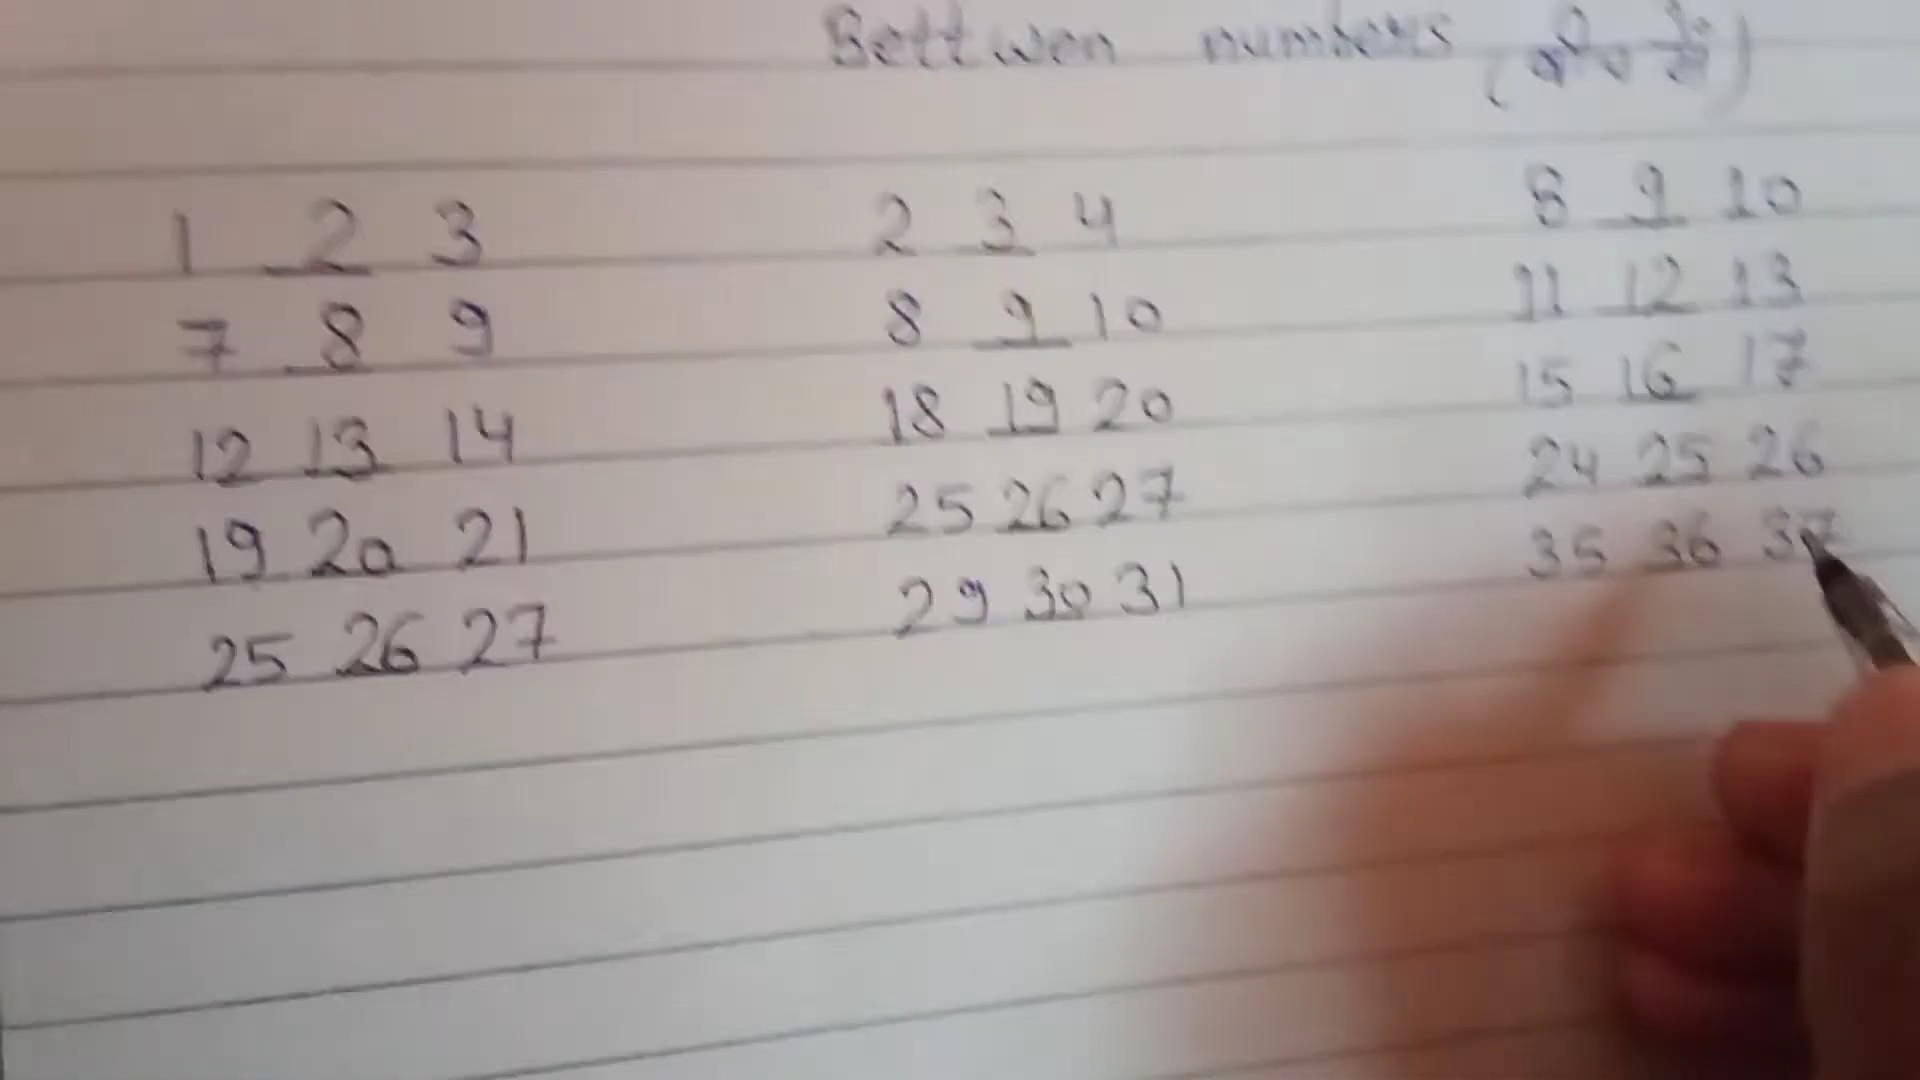 Bettwen numbers
1 2 3 2 3 4 8 9 10
7 8 9 8 9 10 11 12 13
12 13 14 18 19 20 15 16 17
19 20 21 25 26 27 24 25 26
25 26 27 29 30 31 35 36 37